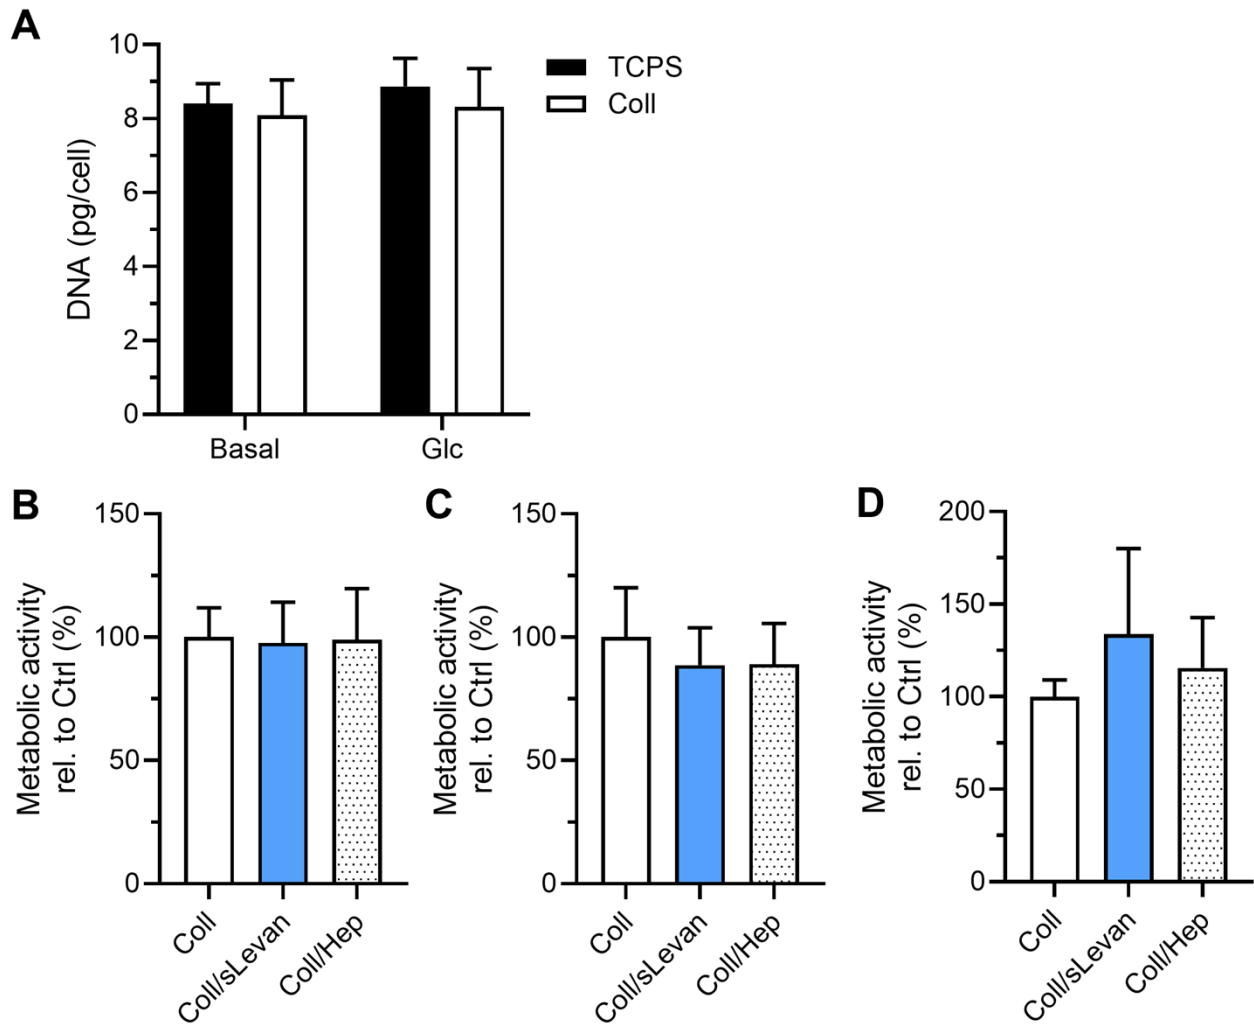 A
DNA (pg/cell)
10
8
6
4
2
0
Basal
Glc
TCPS
Coll
B
Metabolic activity
rel. to Ctrl (%)
150
100
50
0
Coll
Coll/sLevan
Coll/Hep
C
Metabolic activity
rel. to Ctrl (%)
150
100
50
0
Coll
Coll/sLevan
Coll/Hep
D
Metabolic activity
rel. to Ctrl (%)
200
150
100
50
0
Coll
Coll/sLevan
Coll/Hep